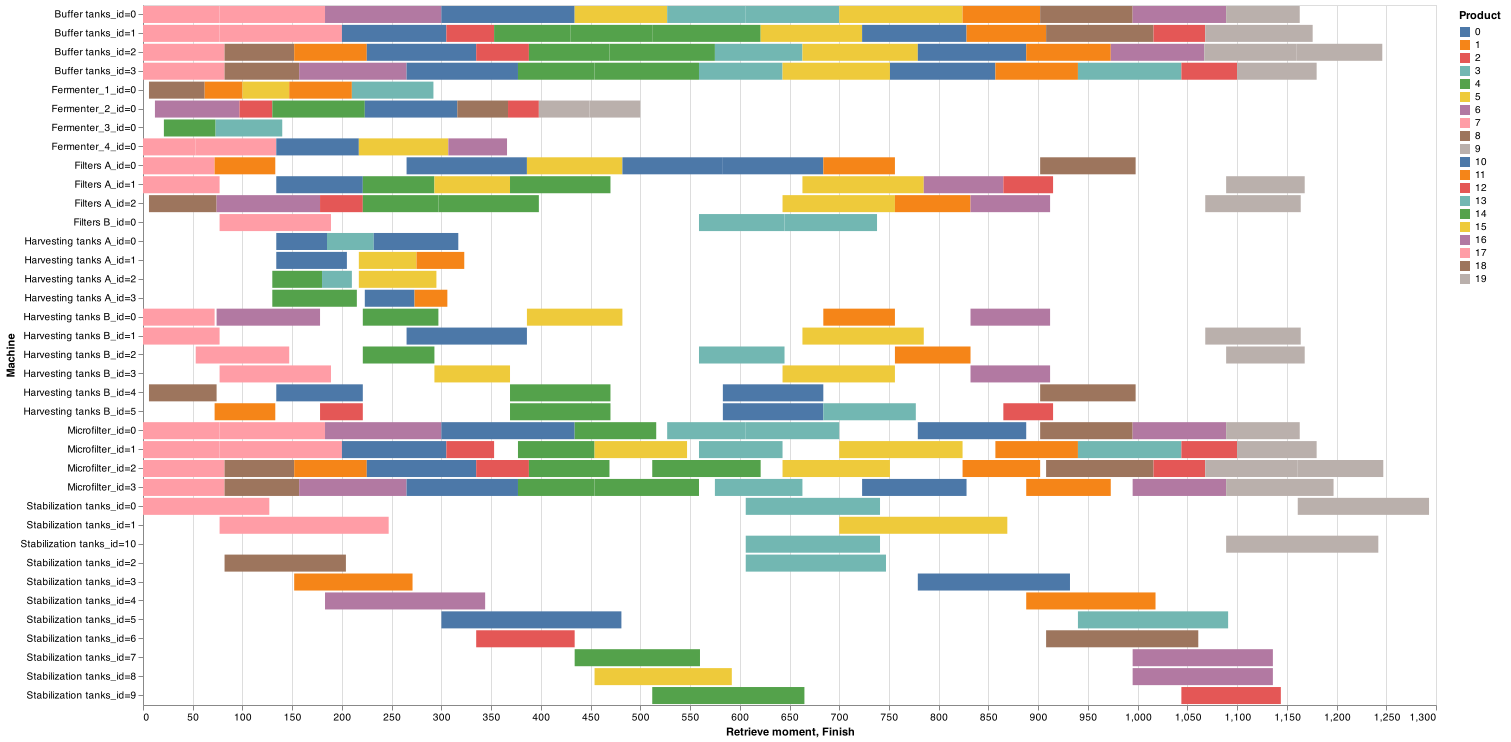 Product
0
1
2
3
4
5
6
7
8
9
10
11
12
13
14
15
16
17
18
19
Machine
Buffer tanks_id=0
Buffer tanks_id=1
Buffer tanks_id=2
Buffer tanks_id=3
Fermenter_1_id=0
Fermenter_2_id=0
Fermenter_3_id=0
Fermenter_4_id=0
Filters A_id=0
Filters A_id=1
Filters A_id=2
Filters B_id=0
Harvesting tanks A_id=0
Harvesting tanks A_id=1
Harvesting tanks A_id=2
Harvesting tanks A_id=3
Harvesting tanks B_id=0
Harvesting tanks B_id=1
Harvesting tanks B_id=2
Harvesting tanks B_id=3
Harvesting tanks B_id=4
Harvesting tanks B_id=5
Microfilter_id=0
Microfilter_id=1
Microfilter_id=2
Microfilter_id=3
Stabilization tanks_id=0
Stabilization tanks_id=1
Stabilization tanks_id=10
Stabilization tanks_id=2
Stabilization tanks_id=3
Stabilization tanks_id=4
Stabilization tanks_id=5
Stabilization tanks_id=6
Stabilization tanks_id=7
Stabilization tanks_id=8
Stabilization tanks_id=9
0 50 100 150 200 250 300 350 400 450 500 550 600 650 700 750 800 850 900 950 1,000 1,050 1,100 1,150 1,200 1,250 1,300
Retrieve moment, Finish